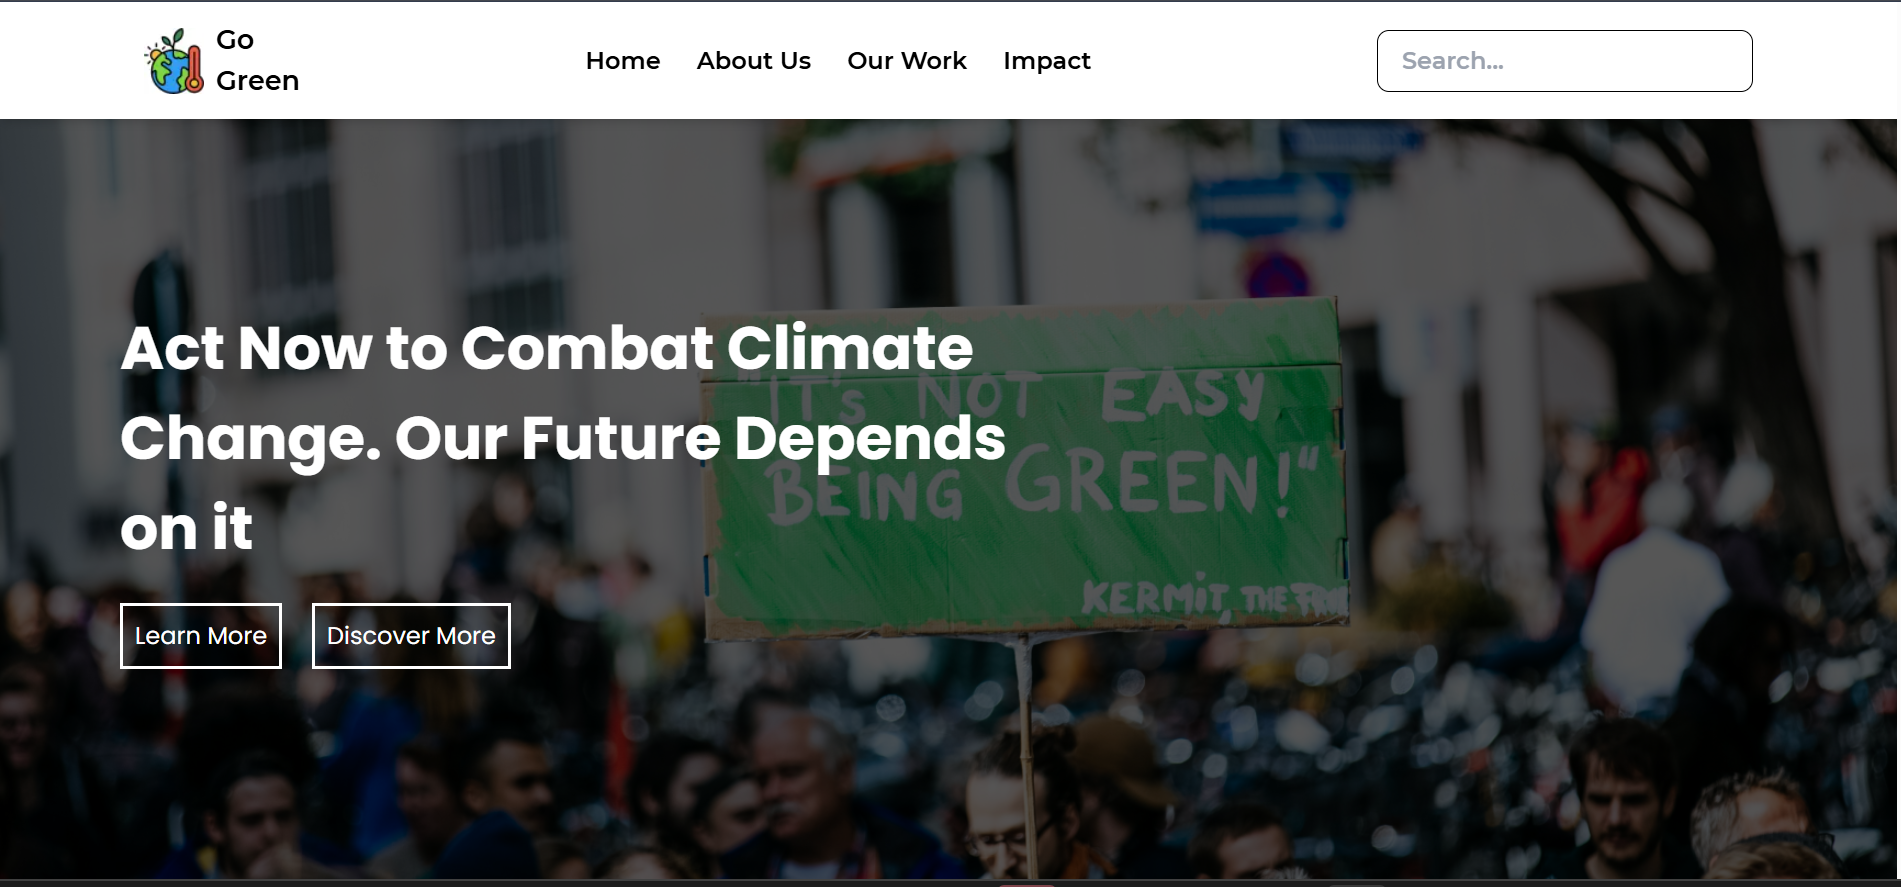 Go
Green
Home About Us Our Work Impact
Search...
Act Now to Combat Climate
Change. Our Future Depends
on it
"IT's NOT EASY
BEING GREEN!"
KERMIT, THE FROG
Learn More Discover More